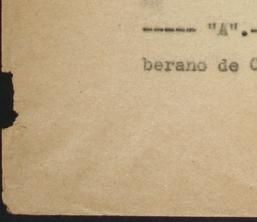 ----- "A".-
berano de